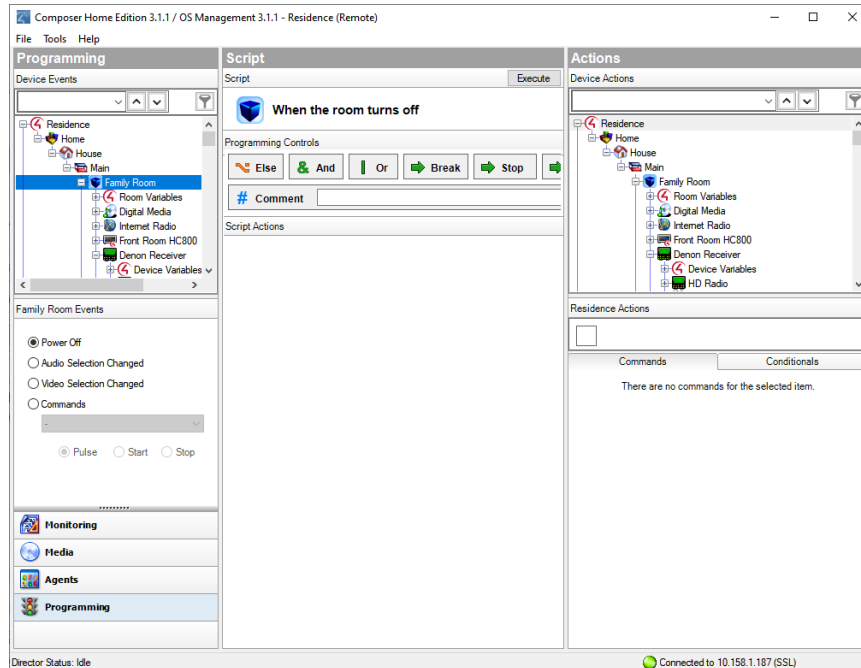 Composer Home Edition 3.1.1 / OS Management 3.1.1 - Residence (Remote)
File Tools Help
Programming
Device Events
Residence
Home
House
Main
Family Room
Room Variables
Digital Media
Internet Radio
Front Room HC800
Denon Receiver
Device Variables
Family Room Events
Power Off
Audio Selection Changed
Video Selection Changed
Commands
-
Pulse Start Stop
Monitoring
Media
Agents
Programming
Script
Script Execute
When the room turns off
Programming Controls
Else & And Or Break Stop
# Comment
Script Actions
Actions
Device Actions
Residence
Home
House
Main
Family Room
Room Variables
Digital Media
Internet Radio
Front Room HC800
Denon Receiver
Device Variables
HD Radio
Residence Actions
Commands Conditionals
There are no commands for the selected item.
Director Status: Idle
Connected to 10.158.1.187 (SSL)